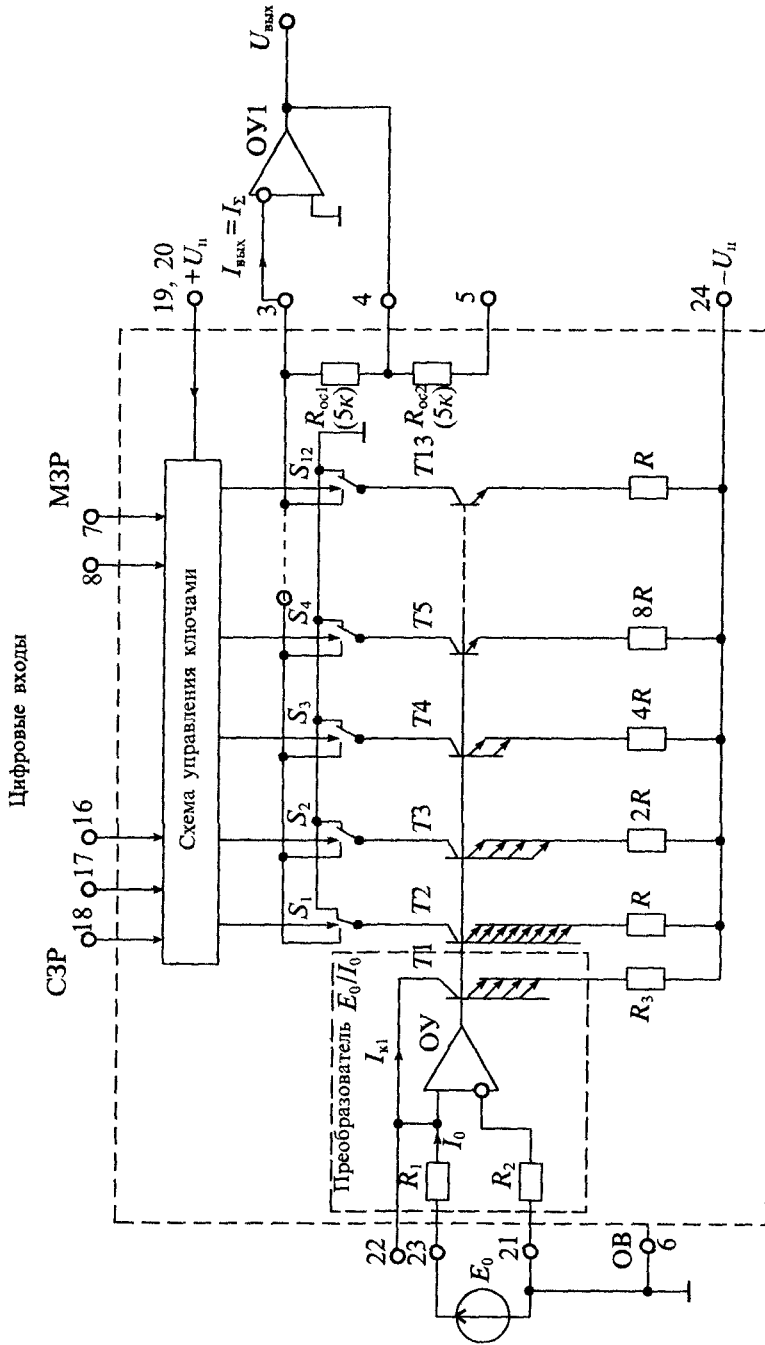 Цифровые входы
СЗР
МЗР
18
17
16
8
7
19, 20
+Uп
Схема управления ключами
Iвых = IΣ
ОУ1
Uвых
3
4
5
S1
S2
S3
S4
S12
Rос1
(5к)
Rос2
(5к)
T1
T2
T3
T4
T5
T13
Преобразователь E0/I0
Iк1
ОУ
I0
R1
R2
22
23
21
E0
ОВ
6
R3
R
2R
4R
8R
R
24
−Uп